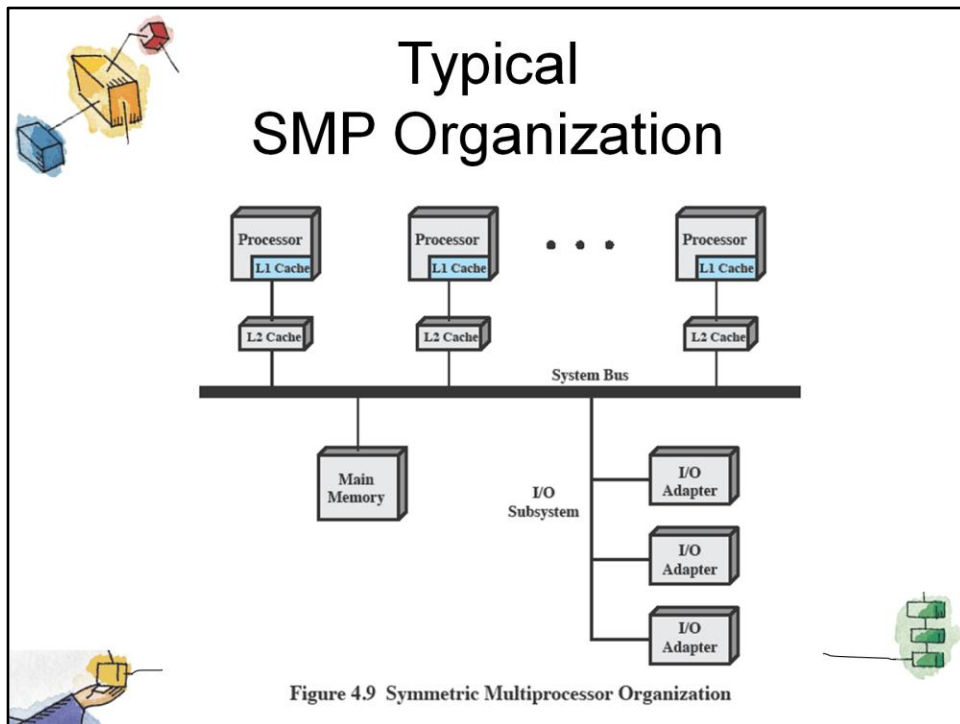 Typical
SMP Organization
Processor
L1 Cache
Processor
L1 Cache
Processor
L1 Cache
L2 Cache
L2 Cache
L2 Cache
System Bus
Main
Memory
I/O
Subsystem
I/O
Adapter
I/O
Adapter
I/O
Adapter
Figure 4.9 Symmetric Multiprocessor Organization